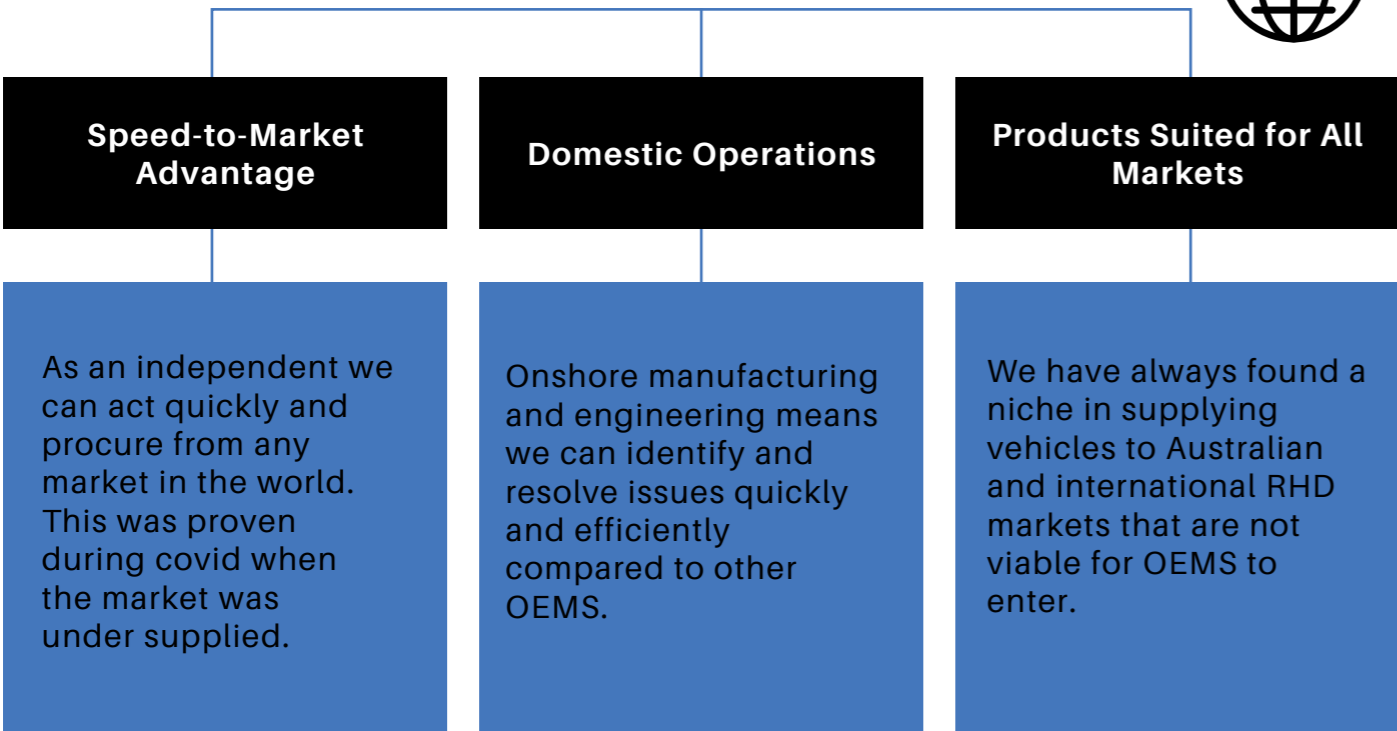 Speed-to-Market
Advantage
As an independent we
can act quickly and
procure from any
market in the world.
This was proven
during covid when
the market was
under supplied.
Domestic Operations
Onshore manufacturing
and engineering means
we can identify and
resolve issues quickly
and efficiently
compared to other
OEMS.
Products Suited for All
Markets
We have always found a
niche in supplying
vehicles to Australian
and international RHD
markets that are not
viable for OEMS to
enter.